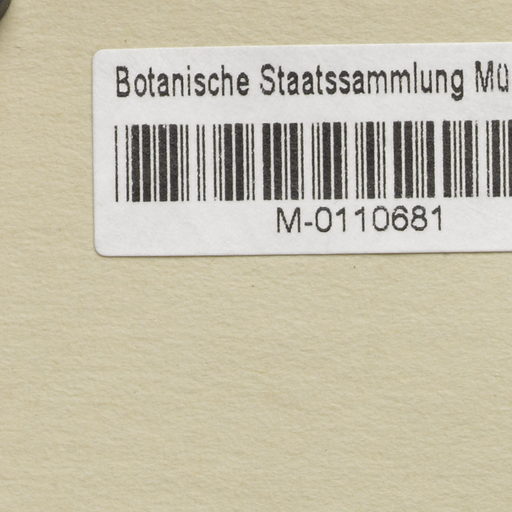 Botanische Staatssammlung Mü
M-0110681